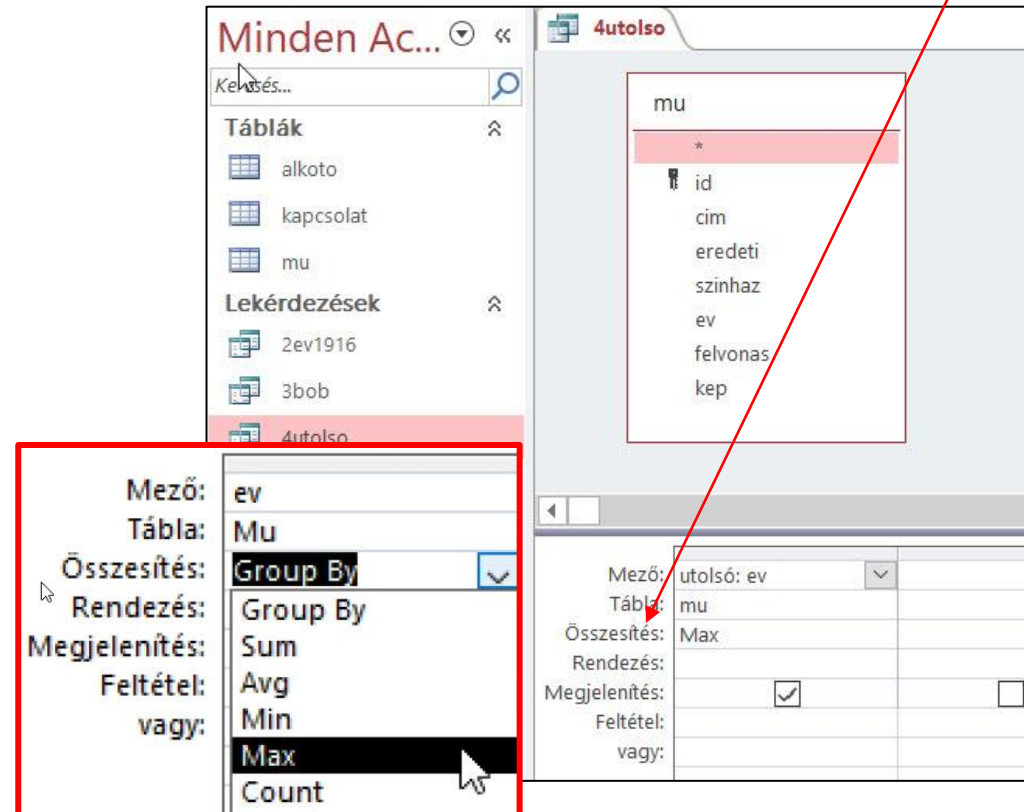 Minden Ac... «
4utolso
Keresés...
Táblák
alkoto
kapcsolat
mu
Lekérdezések
2ev1916
3bob
4utolso
mu
*
id
cim
eredeti
szinhaz
ev
felvonas
kep
Mező: ev
Tábla: Mu
Összesítés: Group By
Rendezés: Group By
Megjelenítés: Sum
Feltétel: Avg
vagy: Min
Max
Count
Mező: utolsó: ev
Tábla: mu
Összesítés: Max
Rendezés:
Megjelenítés:
Feltétel:
vagy: